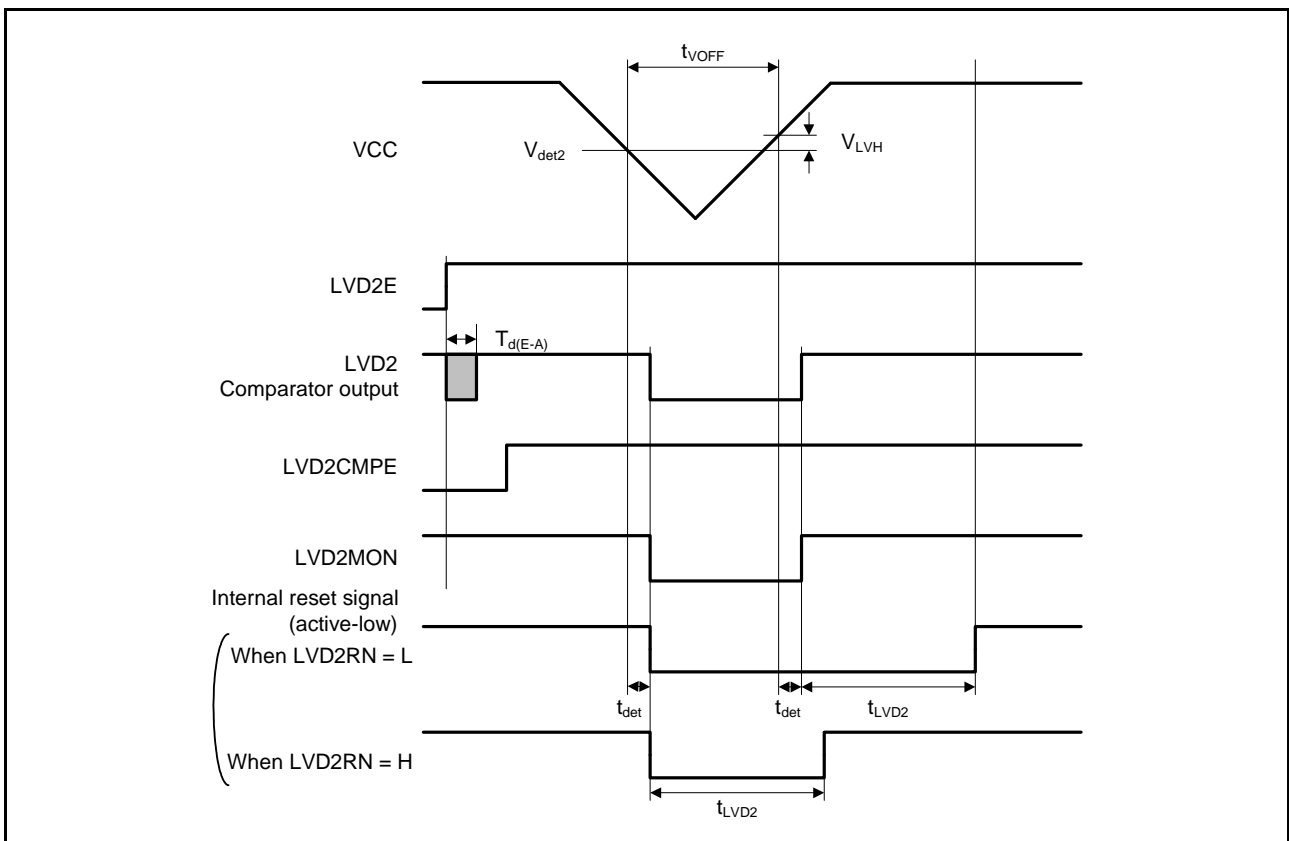 tVOFF
VCC
Vdet2
VLVH
LVD2E
Td(E-A)
LVD2
Comparator output
LVD2CMPE
LVD2MON
Internal reset signal
(active-low)
When LVD2RN = L
tdet
tdet
tLVD2
When LVD2RN = H
tLVD2